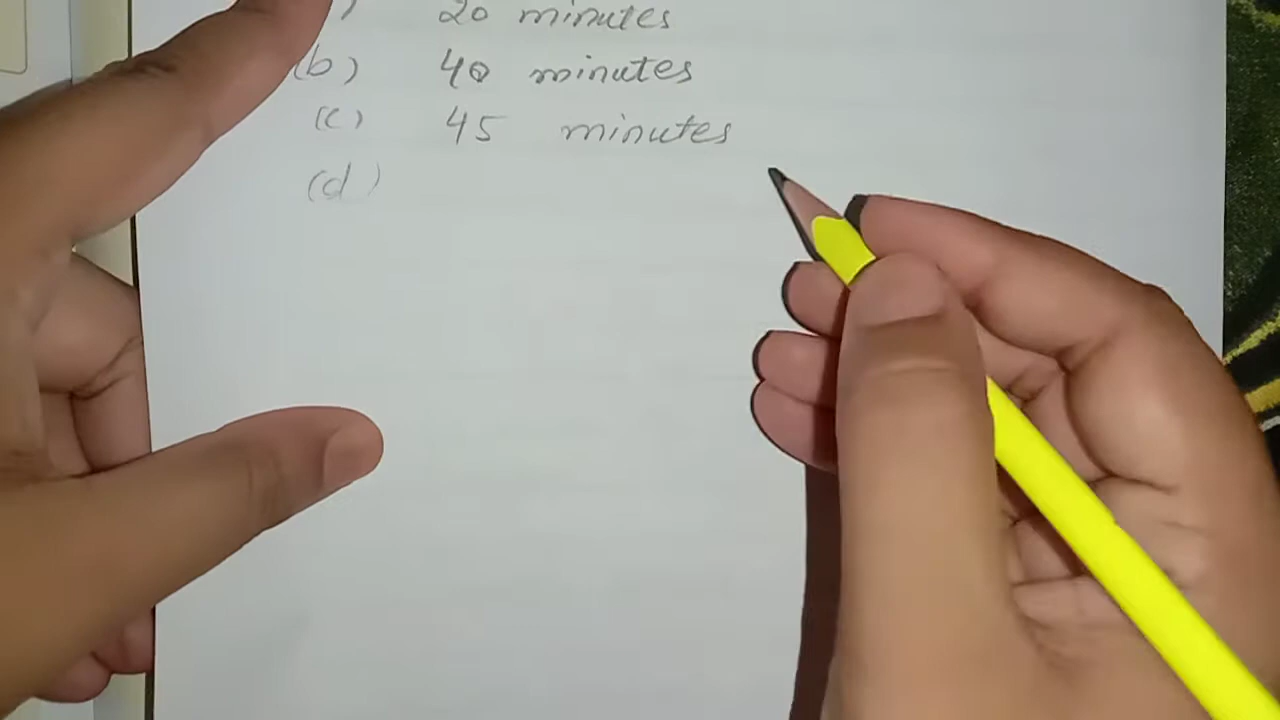 ) 20 minutes
(b) 40 minutes
(c) 45 minutes
(d)